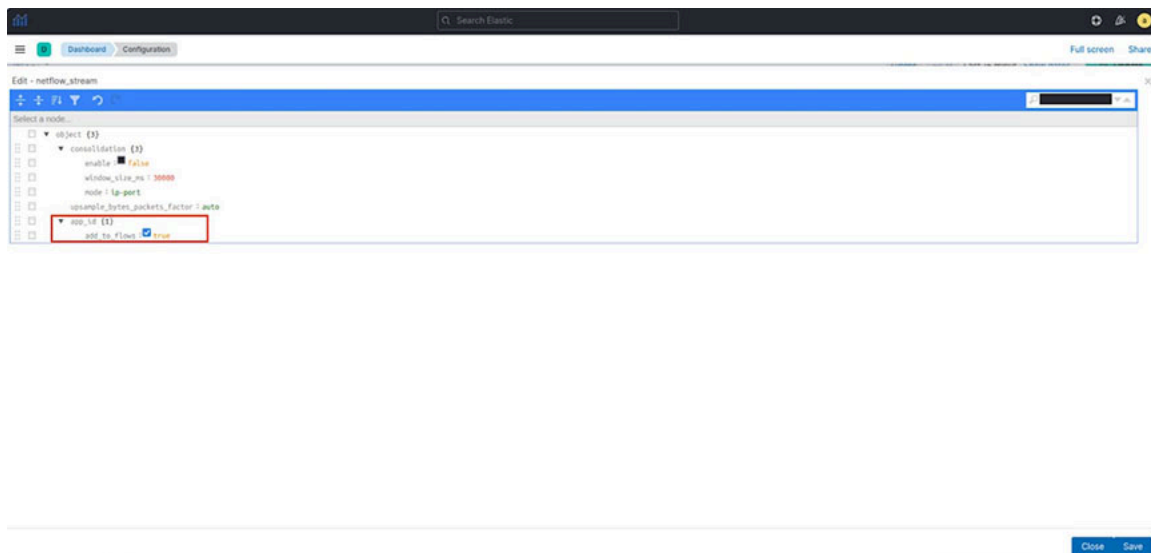 Search Elastic
a
D Dashboard Configuration Full screen Share
Edit - netflow_stream
Select a node...
object {3}
consolidation {3}
enable : false
window_size_ms : 30000
mode : ip-port
upsample_bytes_packets_factor : auto
app_id {1}
add_to_flows : true
Close Save